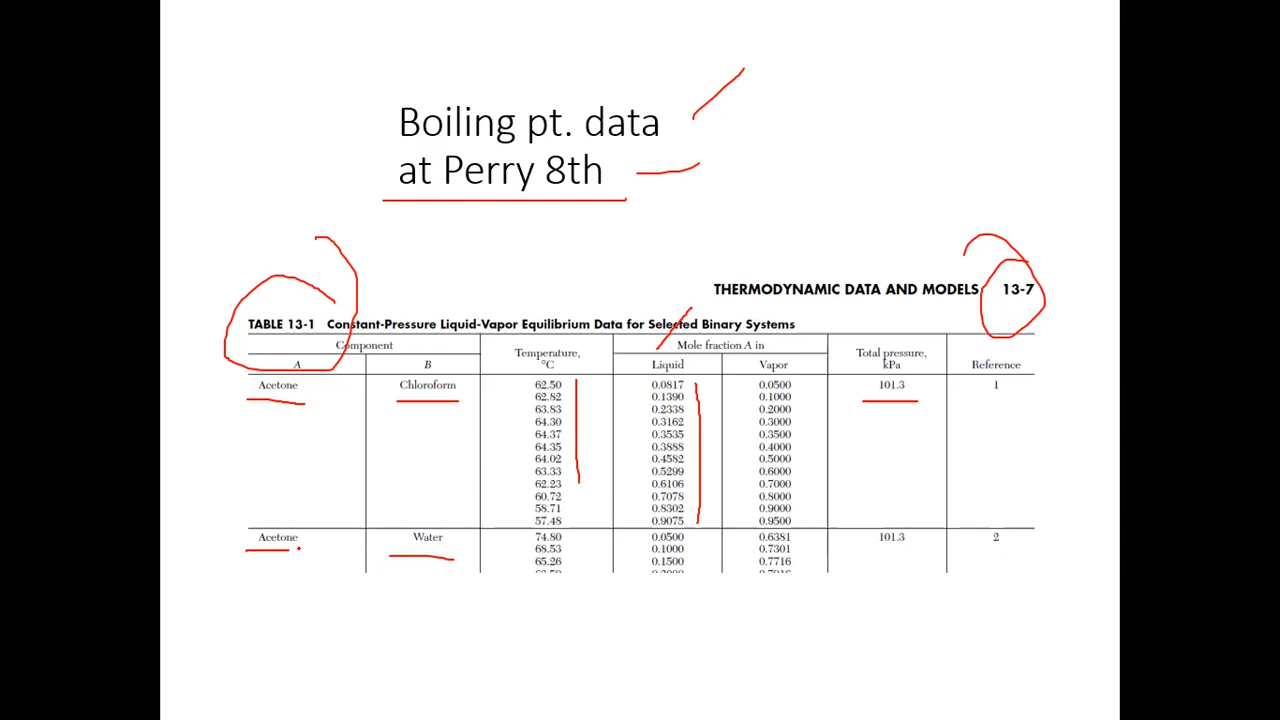 Boiling pt. data
at Perry 8th
THERMODYNAMIC DATA AND MODELS 13-7
TABLE 13-1 Constant-Pressure Liquid-Vapor Equilibrium Data for Selected Binary Systems
Component Temperature, °C Mole fraction A in Total pressure, kPa Reference
A B Liquid Vapor
Acetone Chloroform 62.50 0.0817 0.0500 101.3 1
62.82 0.1390 0.1000
63.83 0.2338 0.2000
64.30 0.3162 0.3000
64.37 0.3535 0.3500
64.35 0.3888 0.4000
64.02 0.4582 0.5000
63.33 0.5299 0.6000
62.23 0.6106 0.7000
60.72 0.7078 0.8000
58.71 0.8302 0.9000
57.48 0.9075 0.9500
Acetone Water 74.80 0.0500 0.6381 101.3 2
68.53 0.1000 0.7301
65.26 0.1500 0.7716